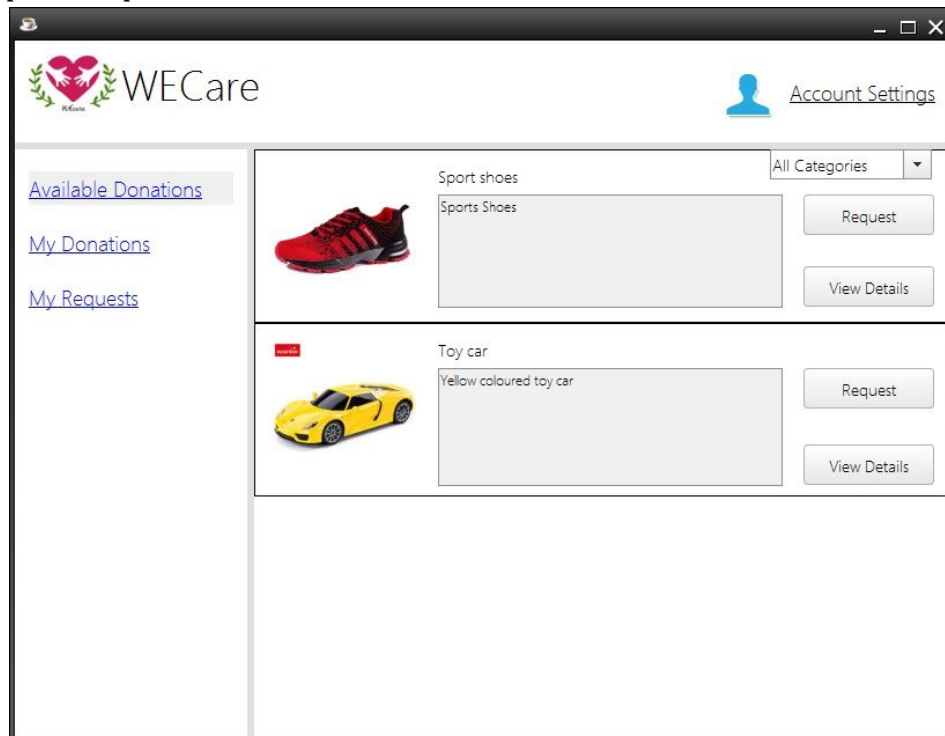 WECare
WECare
Account Settings
Available Donations
My Donations
My Requests
All Categories
Sport shoes
Sports Shoes
Request
View Details
Toy car
Yellow coloured toy car
Request
View Details